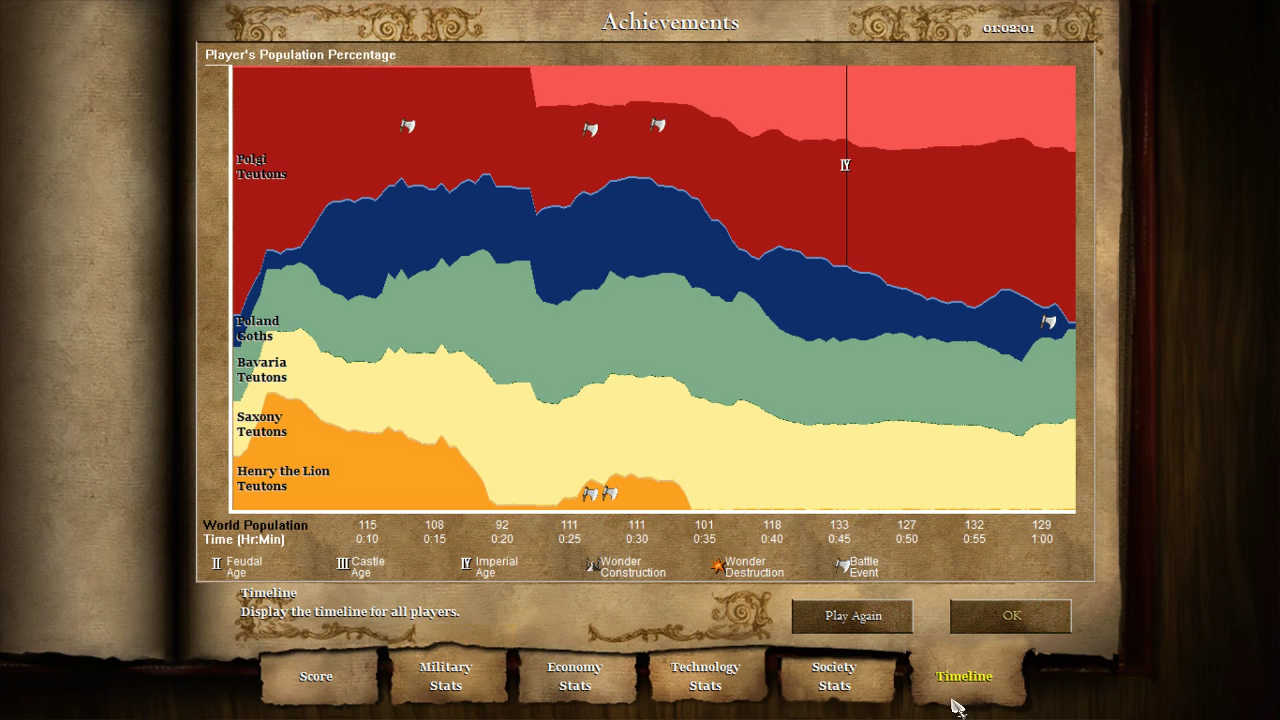 Achievements
01:02:01
Player's Population Percentage
Polgi
Teutons
Poland
Goths
Bavaria
Teutons
Saxony
Teutons
Henry the Lion
Teutons
IV
World Population 115 108 92 111 111 101 118 133 127 132 129
Time (Hr:Min) 0:10 0:15 0:20 0:25 0:30 0:35 0:40 0:45 0:50 0:55 1:00
II Feudal Age
III Castle Age
IV Imperial Age
Wonder Construction
Wonder Destruction
Battle Event
Timeline
Display the timeline for all players.
Play Again
OK
Score
Military Stats
Economy Stats
Technology Stats
Society Stats
Timeline